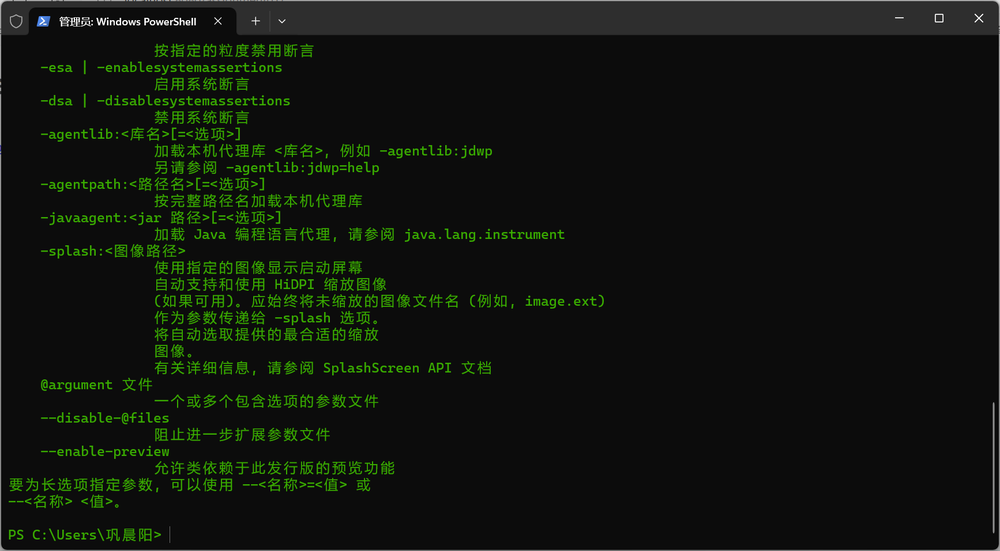 管理员: Windows PowerShell
按指定的粒度禁用断言
-esa | -enablesystemassertions
启用系统断言
-dsa | -disablesystemassertions
禁用系统断言
-agentlib:<库名>[=<选项>]
加载本机代理库 <库名>, 例如 -agentlib:jdwp
另请参阅 -agentlib:jdwp=help
-agentpath:<路径名>[=<选项>]
按完整路径名加载本机代理库
-javaagent:<jar 路径>[=<选项>]
加载 Java 编程语言代理, 请参阅 java.lang.instrument
-splash:<图像路径>
使用指定的图像显示启动屏幕
自动支持和使用 HiDPI 缩放图像
(如果可用)。应始终将未缩放的图像文件名 (例如, image.ext)
作为参数传递给 -splash 选项。
将自动选取提供的最合适的缩放
图像。
有关详细信息, 请参阅 SplashScreen API 文档
@argument 文件
一个或多个包含选项的参数文件
--disable-@files
阻止进一步扩展参数文件
--enable-preview
允许类依赖于此发行版的预览功能
要为长选项指定参数, 可以使用 --<名称>=<值> 或
--<名称> <值>。
PS C:\Users\巩晨阳>